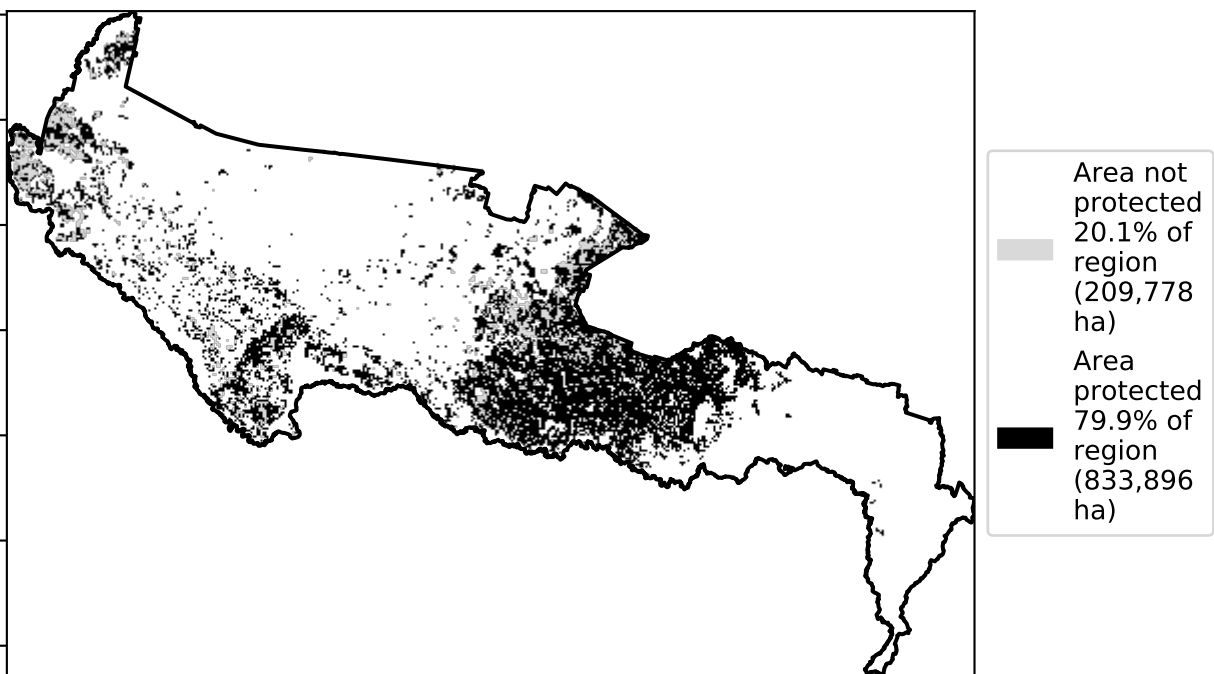 Area not
protected
20.1% of
region
(209,778
ha)
Area
protected
79.9% of
region
(833,896
ha)